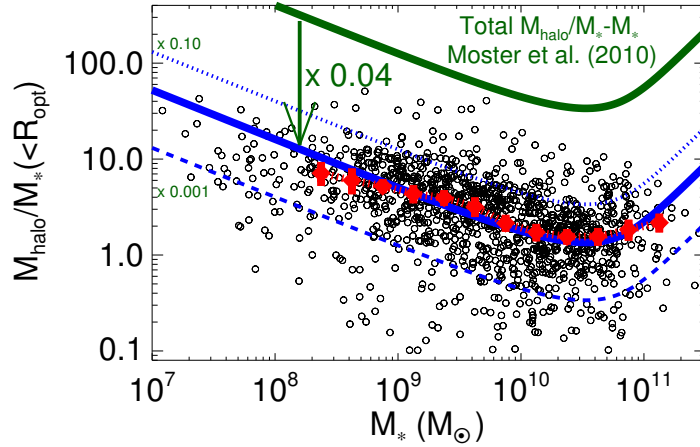 Total M_halo/M_*-M_*
Moster et al. (2010)
x 0.10
x 0.04
x 0.001
M_halo/M_*(<R_opt)
100.0
10.0
1.0
0.1
10^7 10^8 10^9 10^10 10^11
M_* (M_⊙)